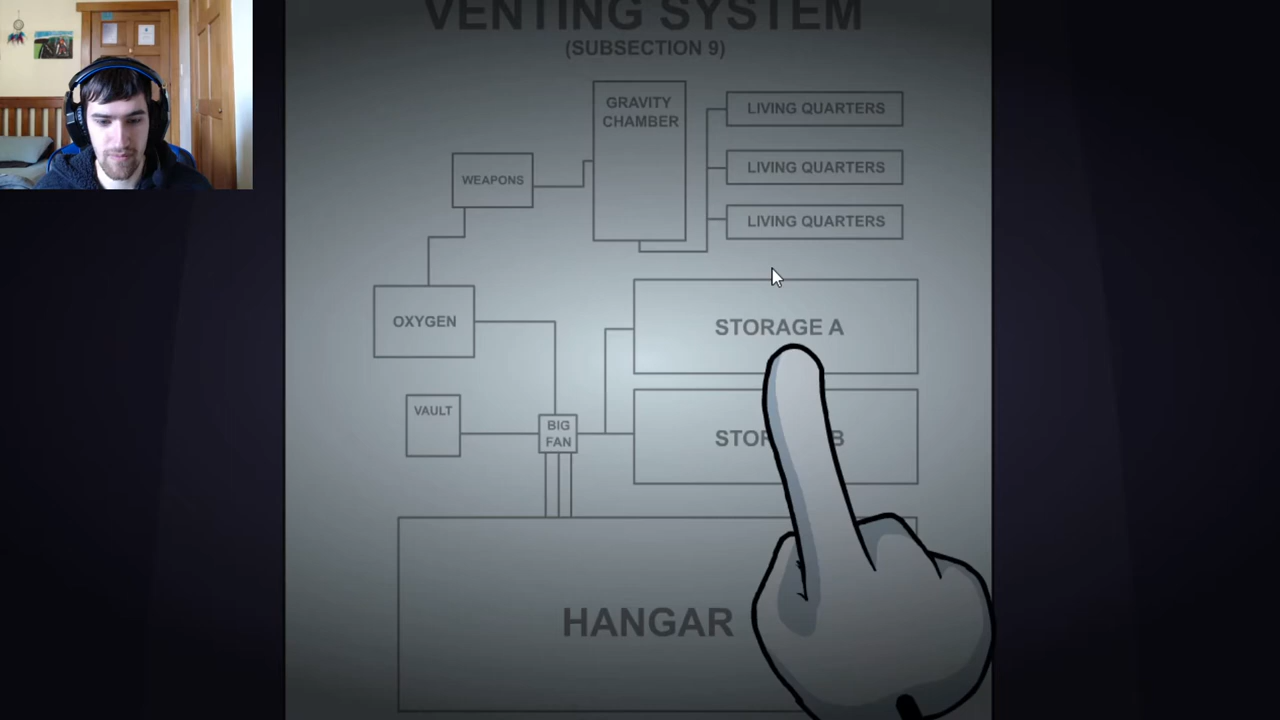 VENTING SYSTEM
(SUBSECTION 9)
GRAVITY
CHAMBER
LIVING QUARTERS
WEAPONS
LIVING QUARTERS
LIVING QUARTERS
OXYGEN
STORAGE A
VAULT
BIG
FAN
B
HANGAR